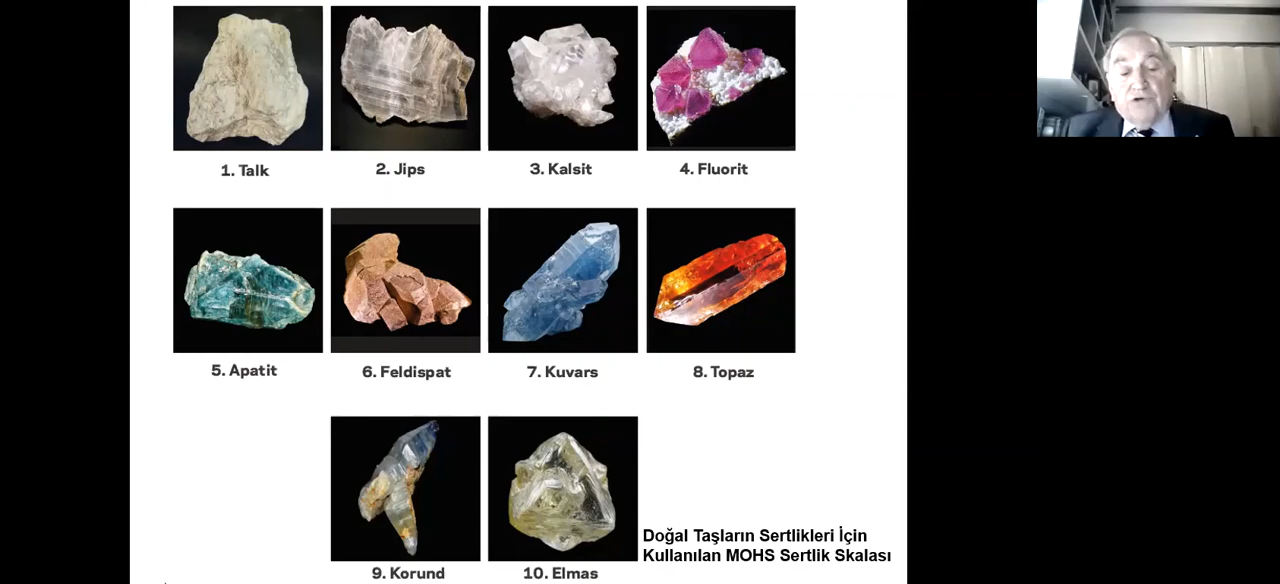 1. Talk
2. Jips
3. Kalsit
4. Fluorit
5. Apatit
6. Feldispat
7. Kuvars
8. Topaz
9. Korund
10. Elmas
Doğal Taşların Sertlikleri İçin
Kullanılan MOHS Sertlik Skalası